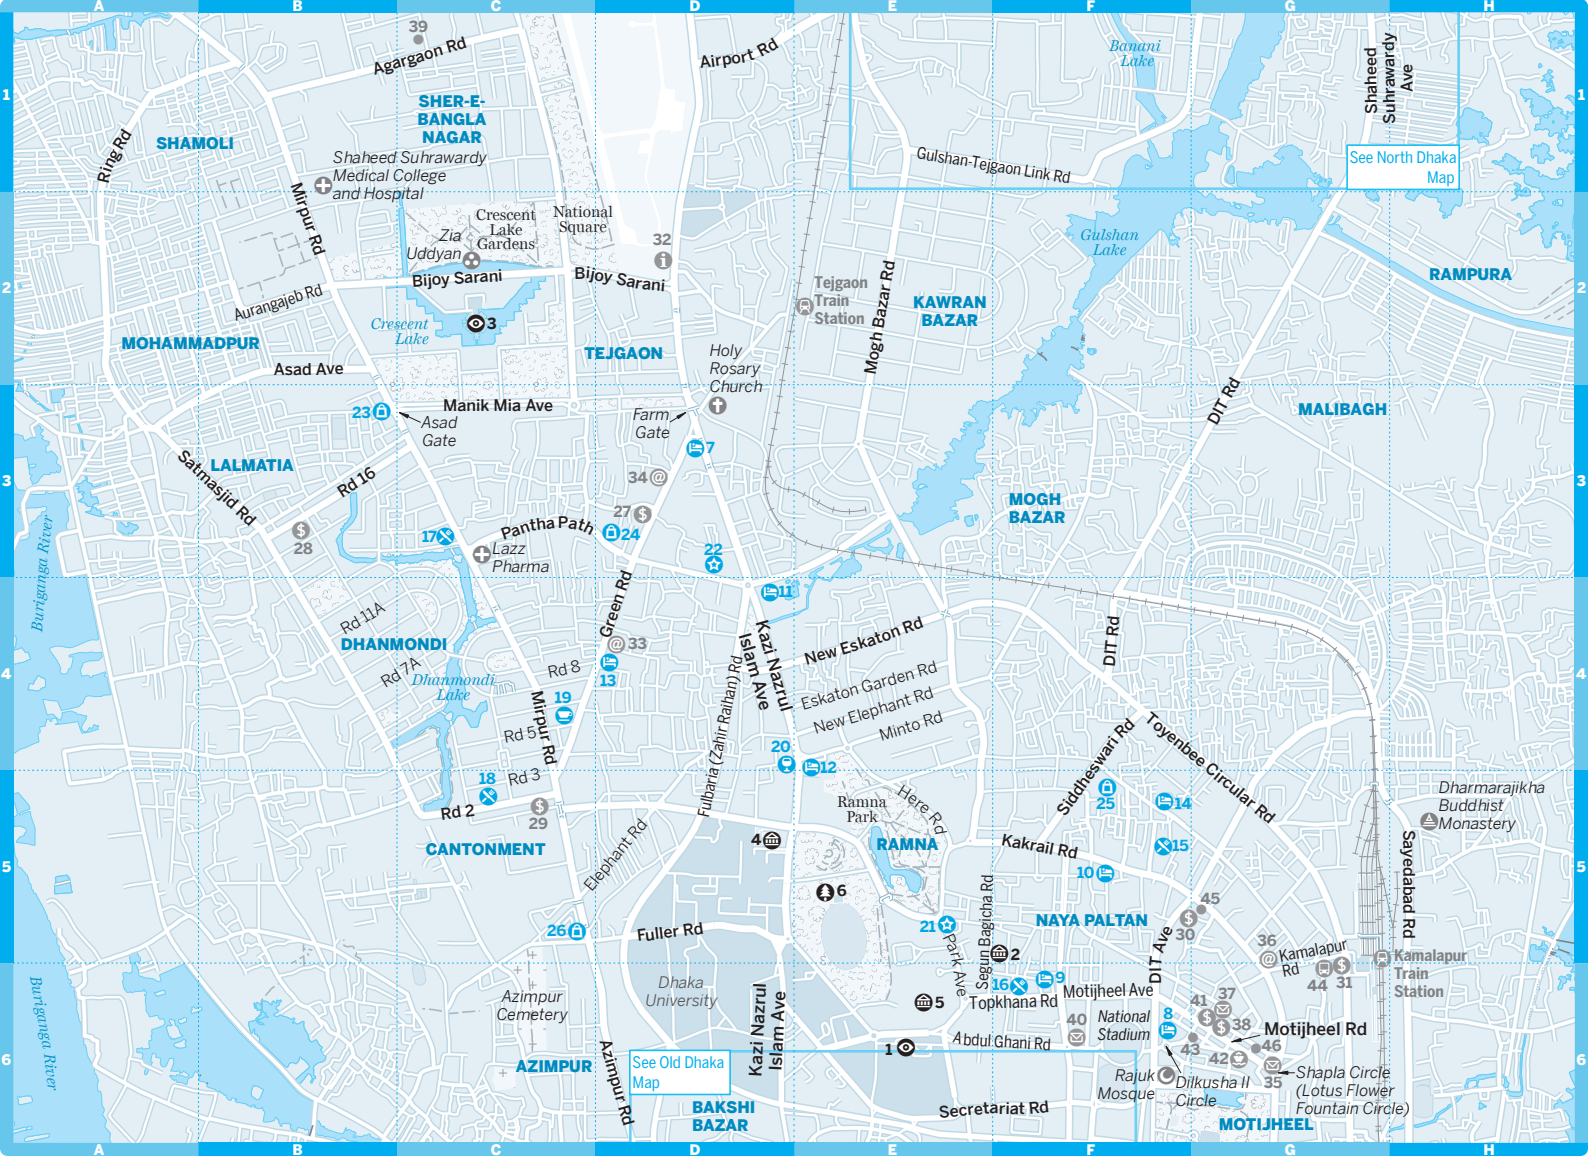 A B C D E F G H
1
2
3
4
5
6
39
Agargaon Rd
Airport Rd
Banani
Lake
Shaheed
Suhrawardy
Ave
1
SHER-E-
BANGLA
NAGAR
SHAMOLI
Ring Rd
Shaheed Suhrawardy
Medical College
and Hospital
Gulshan-Tejgaon Link Rd
See North Dhaka
Map
Mirpur Rd
Crescent
Lake
Gardens
National
Square
Zia
Uddyan
32
Gulshan
Lake
Bijoy Sarani
Bijoy Sarani
RAMPURA
2
Aurangajeb Rd
Tejgaon
Train
Station
Mogh Bazar Rd
KAWRAN
BAZAR
Crescent
Lake
3
MOHAMMADPUR
TEJGAON
Holy
Rosary
Church
Asad Ave
23
Asad
Gate
Manik Mia Ave
Farm
Gate
DIT Rd
MALIBAGH
7
LALMATIA
Satmasjid Rd
Rd 16
34
3
MOGH
BAZAR
27
28
17
Pantha Path
24
Lazz
Pharma
22
Buriganga River
11
Rd 11A
Green Rd
DHANMONDI
33
Kazi Nazrul
Islam Ave
New Eskaton Rd
DIT Rd
4
Rd 7A
Rd 8
13
Dhanmondi
Lake
Fulbaria (Zahir Raihan) Rd
Eskaton Garden Rd
New Elephant Rd
Minto Rd
19
Mirpur Rd
Rd 5
Toyenbee Circular Rd
Siddheswari Rd
20
12
18
Rd 3
Rd 2
29
Here Rd
Ramna
Park
25
14
Dharmarajikha
Buddhist
Monastery
CANTONMENT
Elephant Rd
4
RAMNA
Kakrail Rd
15
Sayedabad Rd
5
10
6
26
Fuller Rd
21
Park Ave
Segun Bagicha Rd
NAYA PALTAN
45
30
DIT Ave
36
Kamalapur
Rd
2
Kamalapur
Train
Station
44
31
Buriganga River
Dhaka
University
Azimpur
Cemetery
16
9
Topkhana Rd
Motijheel Ave
5
Kazi Nazrul
Islam Ave
40
National
Stadium
8
41
37
38
Motijheel Rd
43
46
42
35
1
Abdul Ghani Rd
6
AZIMPUR
Azimpur Rd
See Old Dhaka
Map
Rajuk
Mosque
Dilkusha II
Circle
Shapla Circle
(Lotus Flower
Fountain Circle)
Secretariat Rd
BAKSHI
BAZAR
MOTIJHEEL
A B C D E F G H